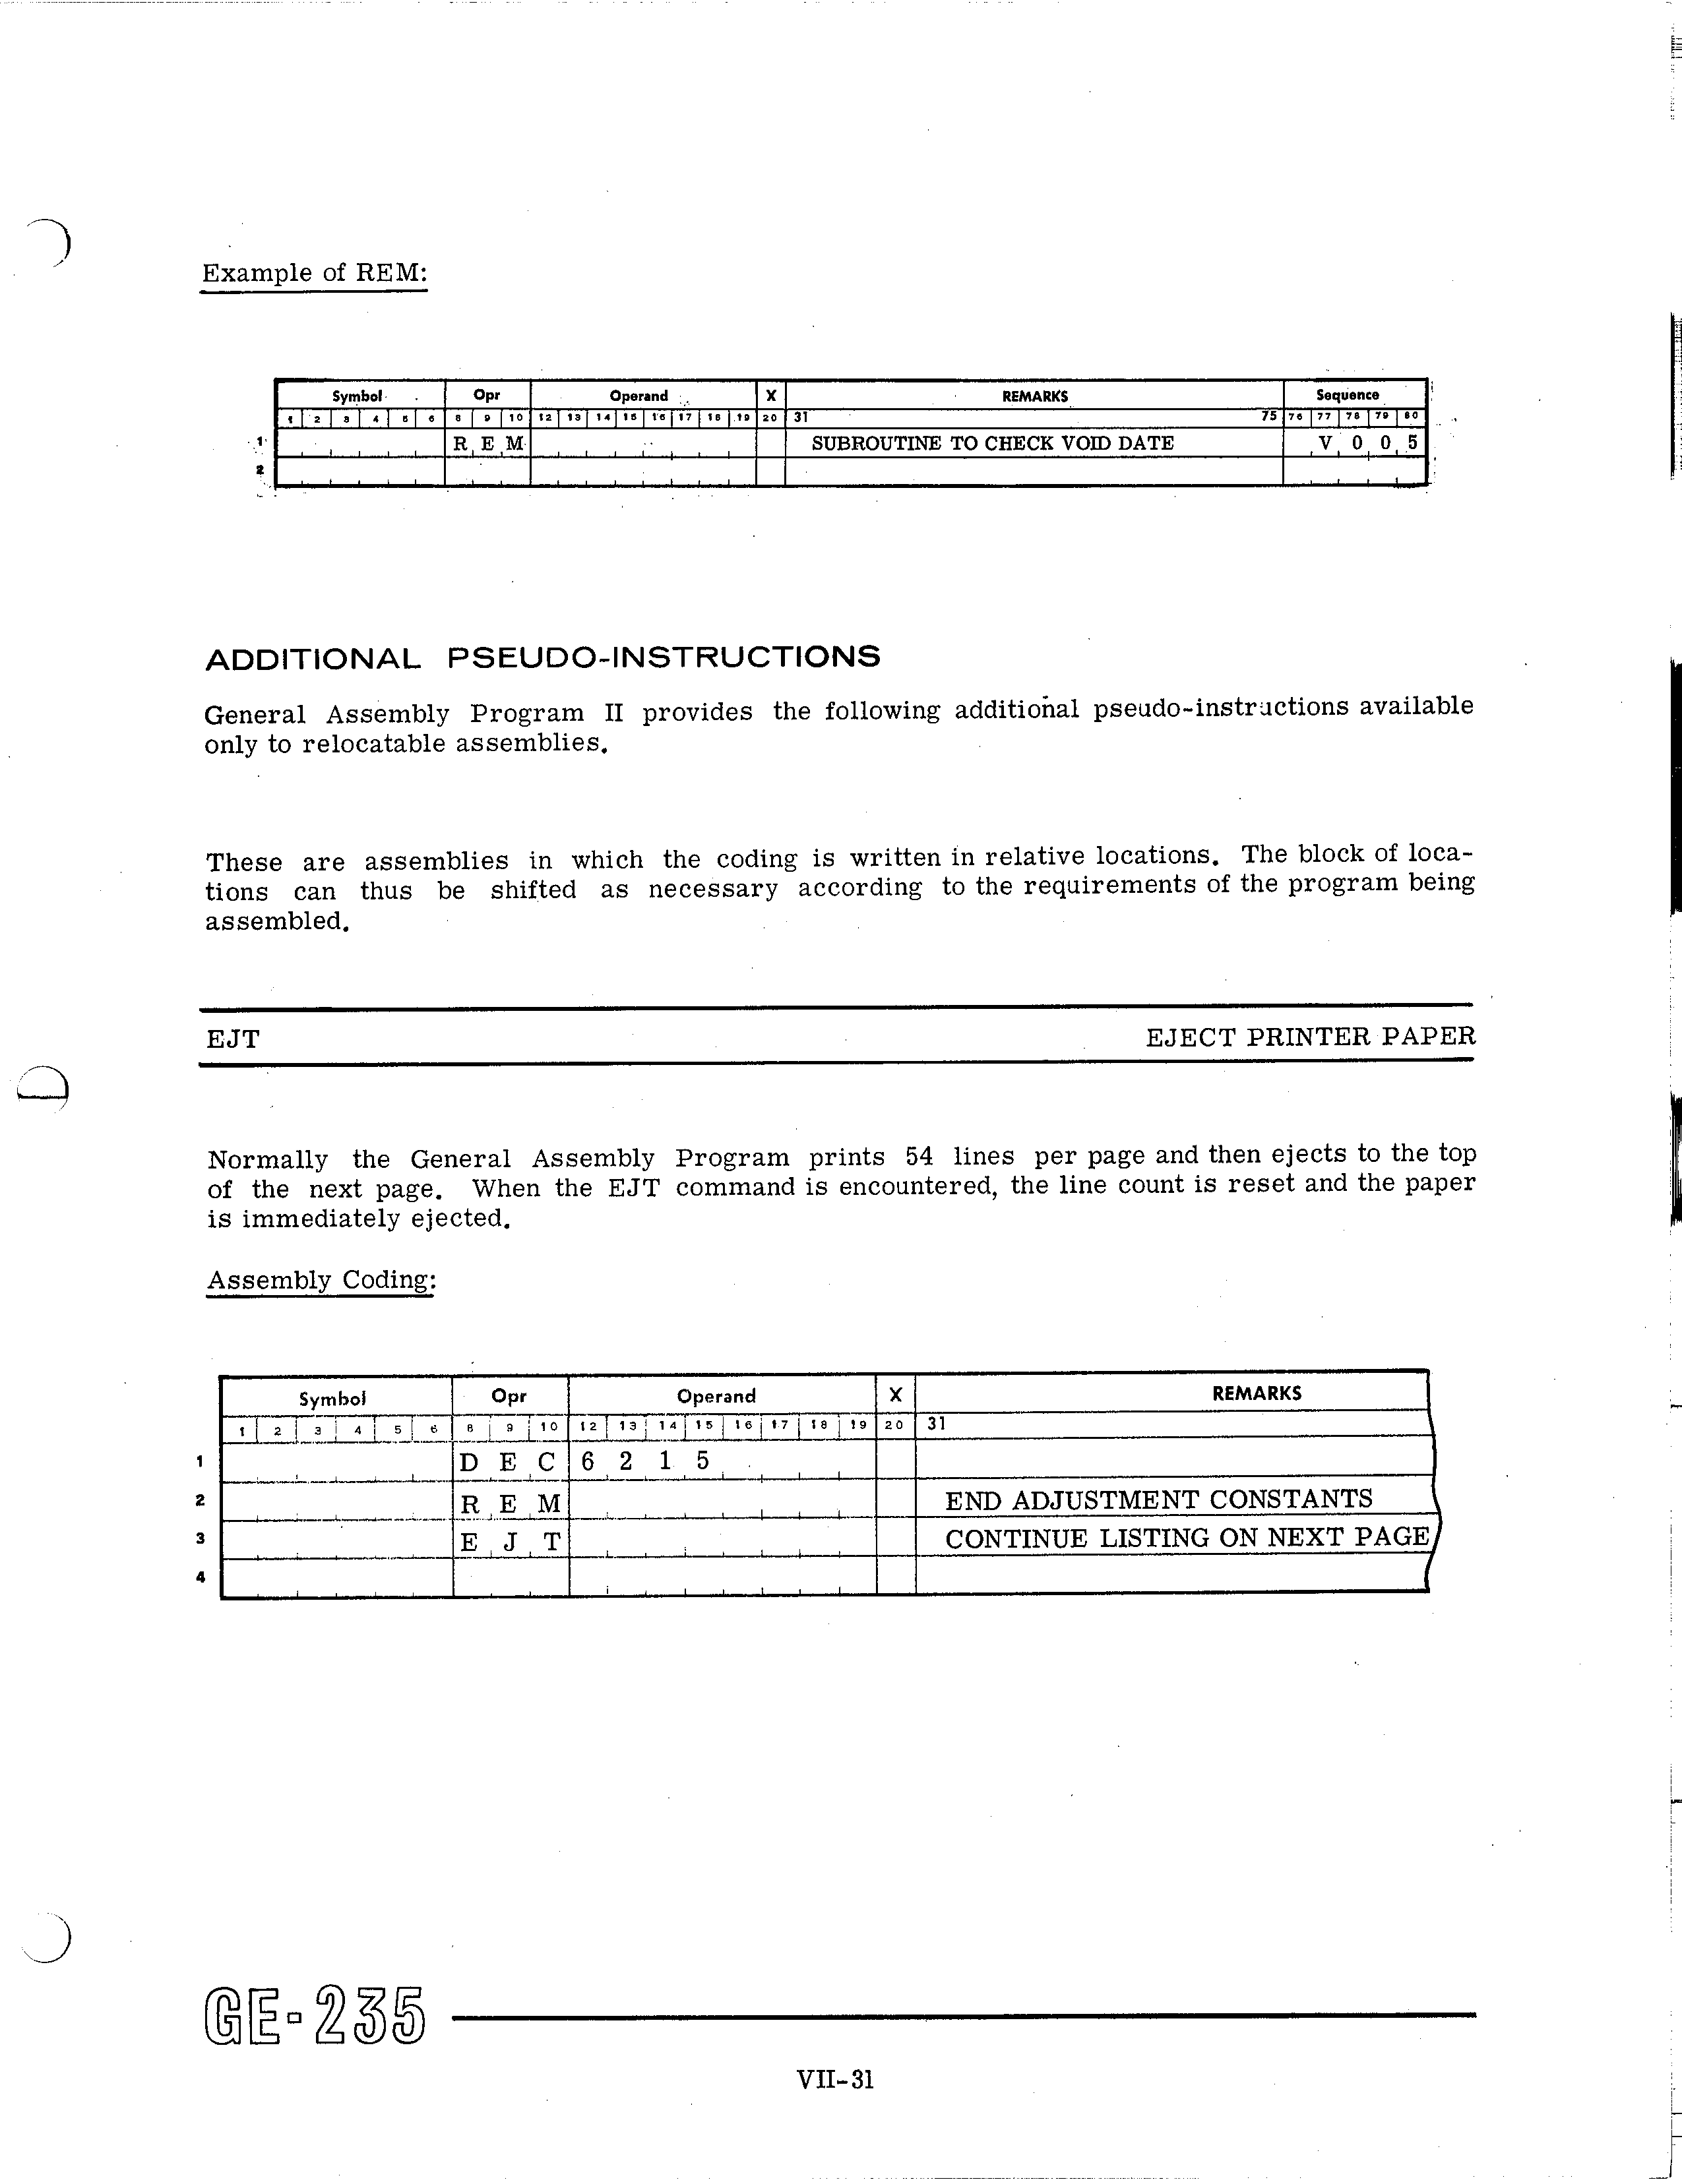 Example of REM:
Symbol Opr Operand X REMARKS Sequence
1 2 3 4 5 6 8 9 10 12 13 14 15 16 17 18 19 20 31 75 76 77 78 79 80
1 R E M SUBROUTINE TO CHECK VOID DATE V 0 0 5
2
ADDITIONAL PSEUDO-INSTRUCTIONS
General Assembly Program II provides the following additional pseudo-instructions available
only to relocatable assemblies.
These are assemblies in which the coding is written in relative locations. The block of loca-
tions can thus be shifted as necessary according to the requirements of the program being
assembled.
EJT EJECT PRINTER PAPER
Normally the General Assembly Program prints 54 lines per page and then ejects to the top
of the next page. When the EJT command is encountered, the line count is reset and the paper
is immediately ejected.
Assembly Coding:
Symbol Opr Operand X REMARKS
1 2 3 4 5 6 8 9 10 12 13 14 15 16 17 18 19 20 31
1 D E C 6 2 1 5
2 R E M END ADJUSTMENT CONSTANTS
3 E J T CONTINUE LISTING ON NEXT PAGE
4
GE-235
VII-31